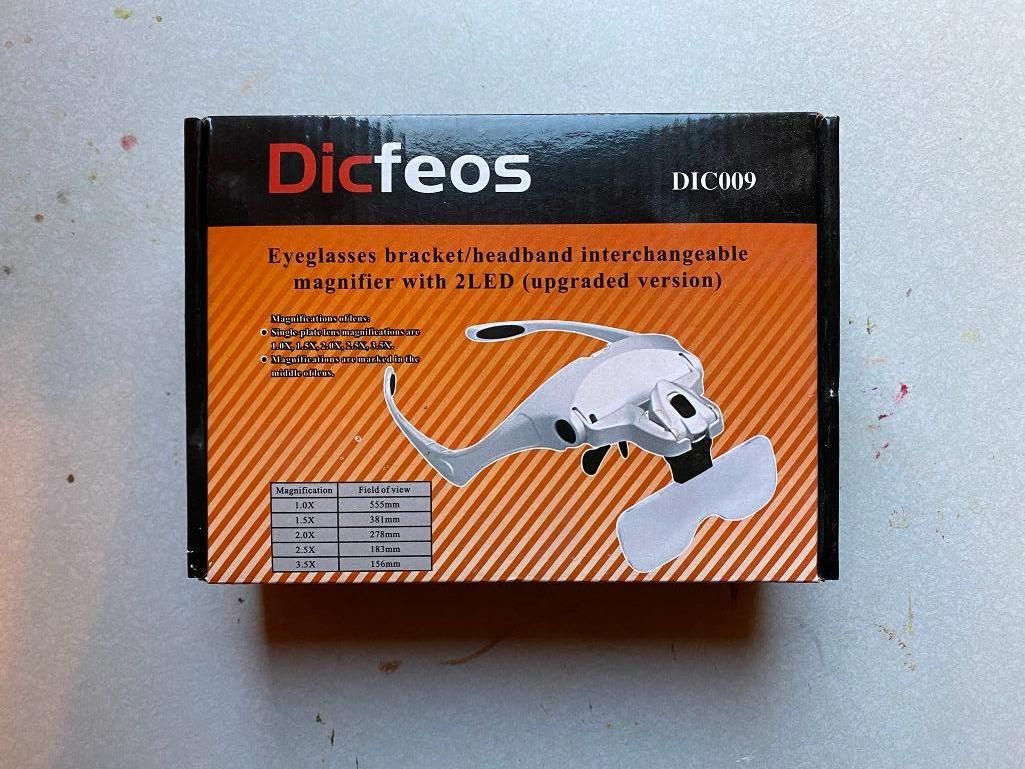 Dicfeos
DIC009
Eyeglasses bracket/headband interchangeable
magnifier with 2LED (upgraded version)
Magnifications of lens:
● Single-plate lens magnifications are
1.0X, 1.5X, 2.0X, 2.5X, 3.5X.
● Magnifications are marked in the
middle of lens.
Magnification Field of view
1.0X 555mm
1.5X 381mm
2.0X 278mm
2.5X 183mm
3.5X 156mm